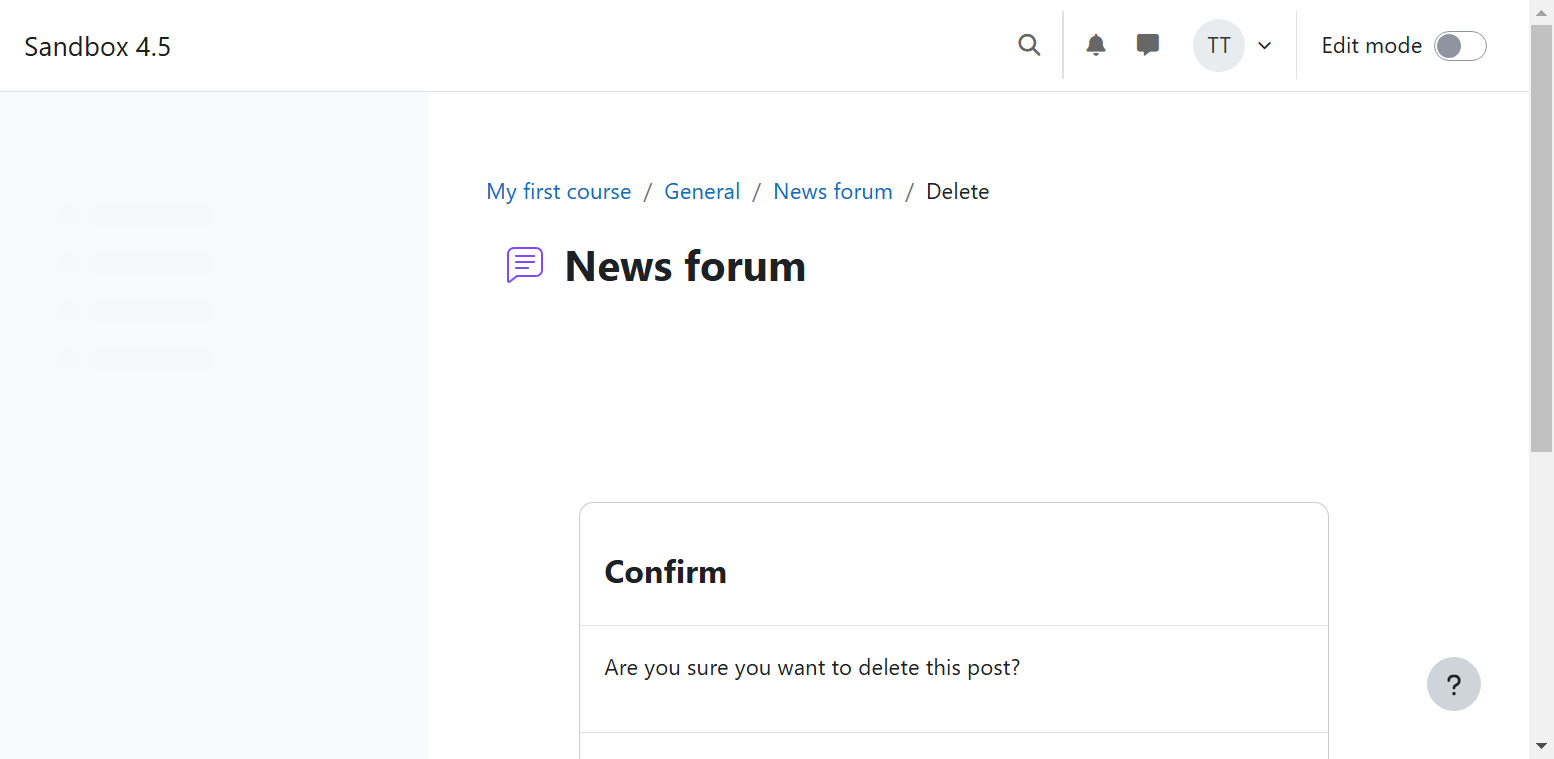 Sandbox 4.5
TT
Edit mode
My first course / General / News forum / Delete
News forum
Confirm
Are you sure you want to delete this post?
?